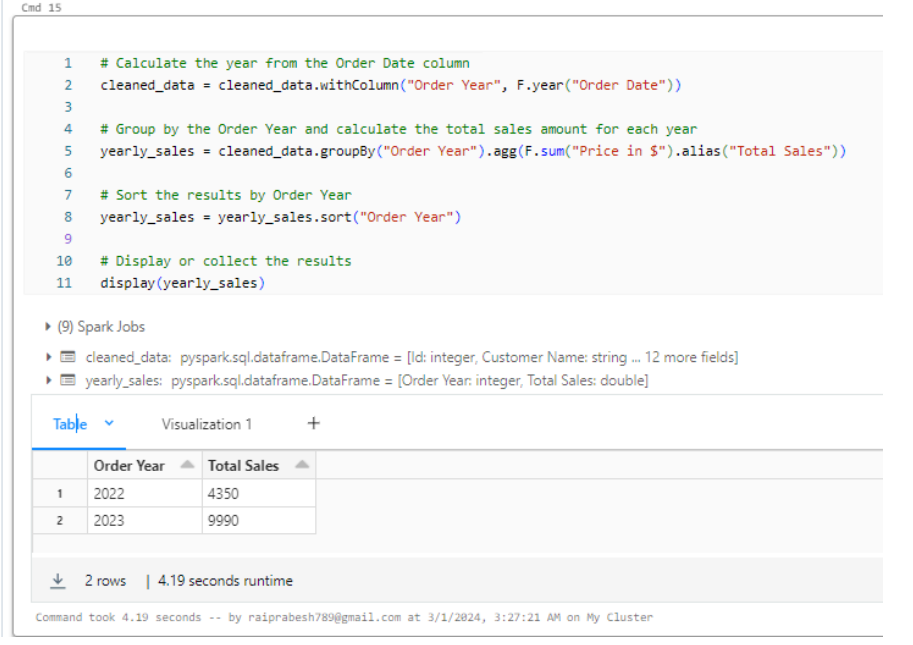 Cmd 15
1 # Calculate the year from the Order Date column
2 cleaned_data = cleaned_data.withColumn("Order Year", F.year("Order Date"))
3
4 # Group by the Order Year and calculate the total sales amount for each year
5 yearly_sales = cleaned_data.groupBy("Order Year").agg(F.sum("Price in $").alias("Total Sales"))
6
7 # Sort the results by Order Year
8 yearly_sales = yearly_sales.sort("Order Year")
9
10 # Display or collect the results
11 display(yearly_sales)
(9) Spark Jobs
cleaned_data: pyspark.sql.dataframe.DataFrame = [Id: integer, Customer Name: string ... 12 more fields]
yearly_sales: pyspark.sql.dataframe.DataFrame = [Order Year: integer, Total Sales: double]
Table Visualization 1 +
Order Year Total Sales
1 2022 4350
2 2023 9990
2 rows | 4.19 seconds runtime
Command took 4.19 seconds -- by raiprabesh789@gmail.com at 3/1/2024, 3:27:21 AM on My Cluster